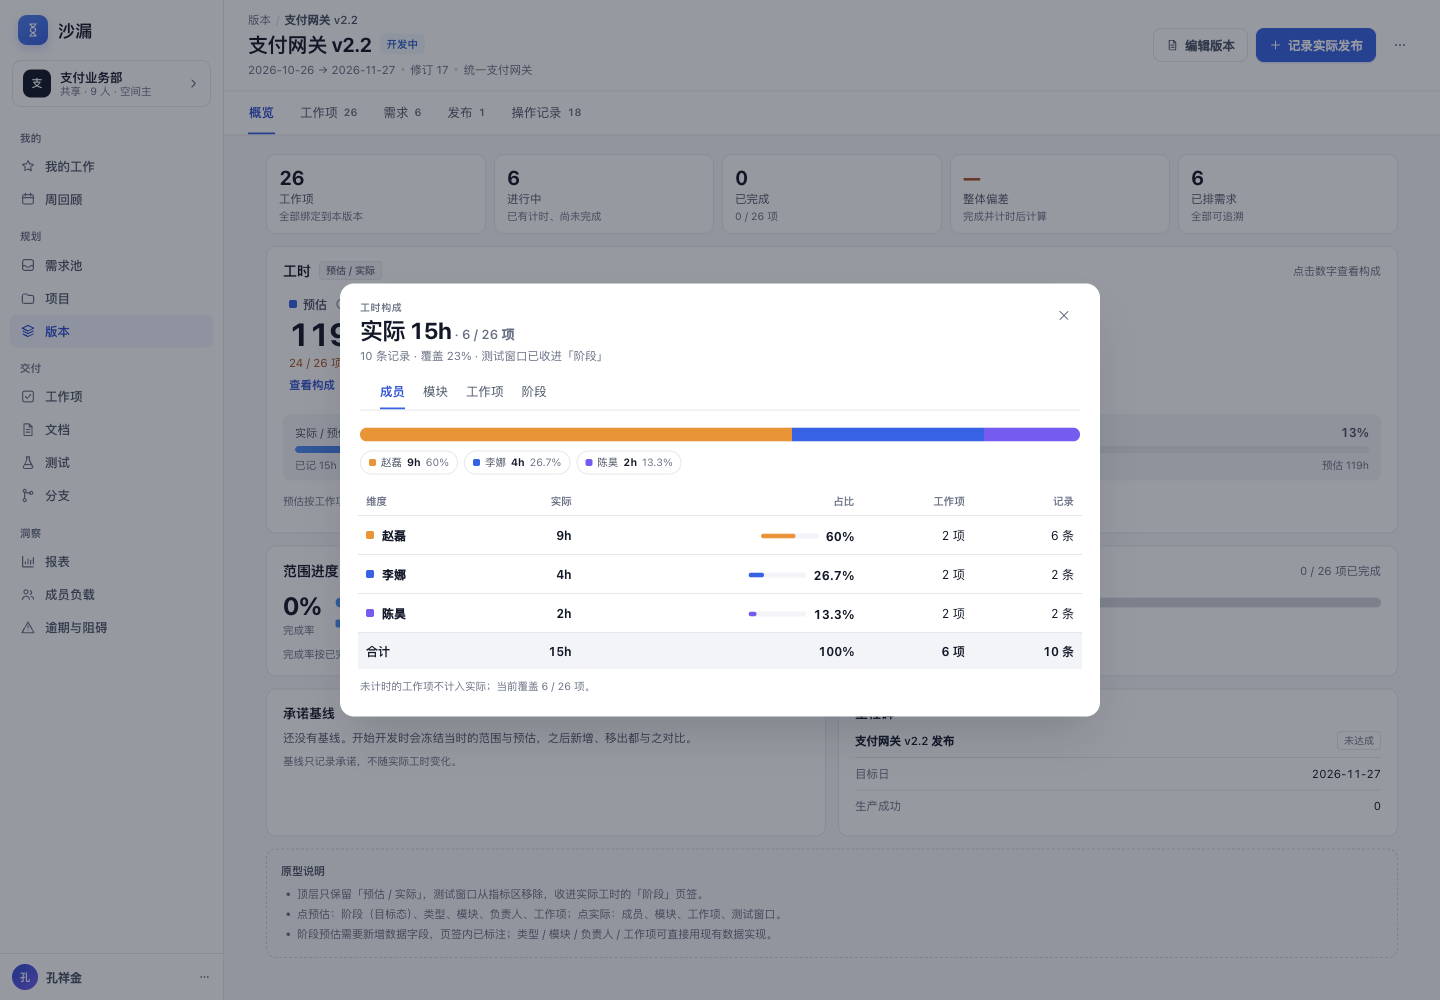 沙漏
支
支付业务部
共享 · 9 人 · 空间主
我的
我的工作
周回顾
规划
需求池
项目
版本
交付
工作项
文档
测试
分支
洞察
报表
成员负载
逾期与阻碍
孔
孔祥金
版本 / 支付网关 v2.2
支付网关 v2.2 开发中
2026-10-26 → 2026-11-27 • 修订 17 • 统一支付网关
编辑版本
+ 记录实际发布
概览 工作项 26 需求 6 发布 1 操作记录 18
26
工作项
全部绑定到本版本
6
进行中
已有计时、尚未完成
0
已完成
0 / 26 项
—
整体偏差
完成并计时后计算
6
已排需求
全部可追溯
工时 预估 / 实际
点击数字查看构成
预估
119
24 / 26 项
查看构成
实际 / 预
13%
已记 15h
预估 119h
预估按工作
范围进度
0 / 26 项已完成
0%
完成率
完成率按已
工时构成
实际 15h · 6 / 26 项
10 条记录 · 覆盖 23% · 测试窗口已收进「阶段」
成员 模块 工作项 阶段
赵磊 9h 60% 李娜 4h 26.7% 陈昊 2h 13.3%
维度 实际 占比 工作项 记录
赵磊 9h 60% 2 项 6 条
李娜 4h 26.7% 2 项 2 条
陈昊 2h 13.3% 2 项 2 条
合计 15h 100% 6 项 10 条
未计时的工作项不计入实际；当前覆盖 6 / 26 项。
承诺基线
还没有基线。开始开发时会冻结当时的范围与预估，之后新增、移出都与之对比。
基线只记录承诺，不随实际工时变化。
支付网关 v2.2 发布 未达成
目标日 2026-11-27
生产成功 0
原型说明
• 顶层只保留「预估 / 实际」，测试窗口从指标区移除，收进实际工时的「阶段」页签。
• 点预估：阶段（目标态）、类型、模块、负责人、工作项；点实际：成员、模块、工作项、测试窗口。
• 阶段预估需要新增数据字段，页签内已标注；类型 / 模块 / 负责人 / 工作项可直接用现有数据实现。